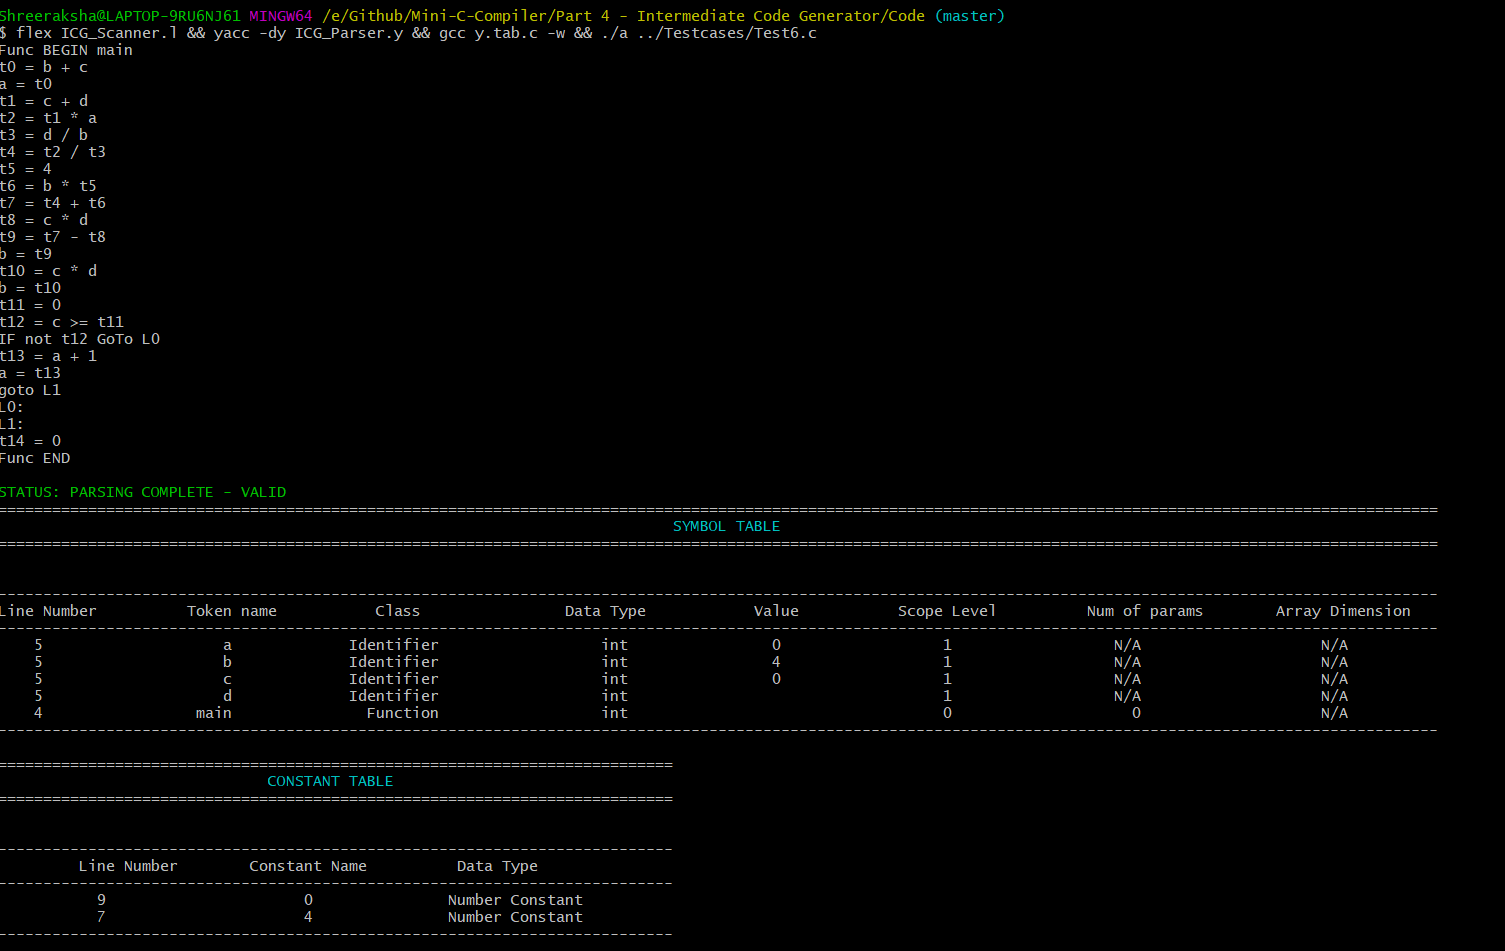 Shreeraksha@LAPTOP-9RU6NJ61 MINGW64 /e/Github/Mini-C-Compiler/Part 4 - Intermediate Code Generator/Code (master)
$ flex ICG_Scanner.l && yacc -dy ICG_Parser.y && gcc y.tab.c -w && ./a ../Testcases/Test6.c
Func BEGIN main
t0 = b + c
a = t0
t1 = c + d
t2 = t1 * a
t3 = d / b
t4 = t2 / t3
t5 = 4
t6 = b * t5
t7 = t4 + t6
t8 = c * d
t9 = t7 - t8
b = t9
t10 = c * d
b = t10
t11 = 0
t12 = c >= t11
IF not t12 GoTo L0
t13 = a + 1
a = t13
goto L1
L0:
L1:
t14 = 0
Func END
STATUS: PARSING COMPLETE - VALID
SYMBOL TABLE
Line Number Token name Class Data Type Value Scope Level Num of params Array Dimension
5 a Identifier int 0 1 N/A N/A
5 b Identifier int 4 1 N/A N/A
5 c Identifier int 0 1 N/A N/A
5 d Identifier int 1 N/A N/A
4 main Function int 0 0 N/A
CONSTANT TABLE
Line Number Constant Name Data Type
9 0 Number Constant
7 4 Number Constant